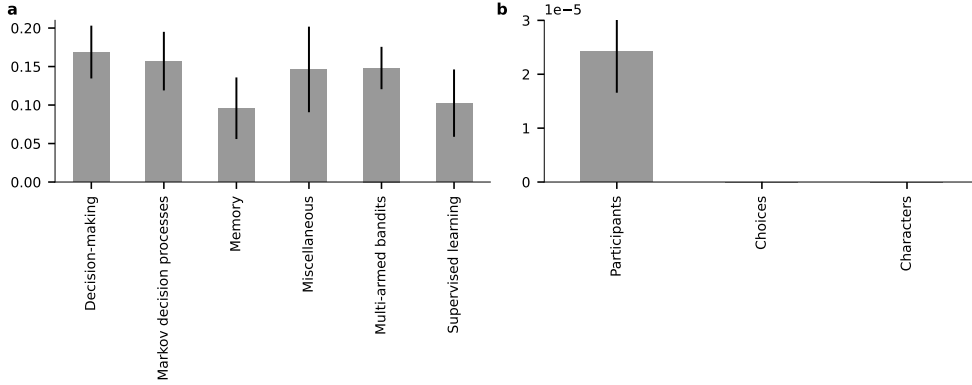 a
0.20
0.15
0.10
0.05
0.00
Decision-making
Markov decision processes
Memory
Miscellaneous
Multi-armed bandits
Supervised learning
b
1e−5
3
2
1
0
Participants
Choices
Characters